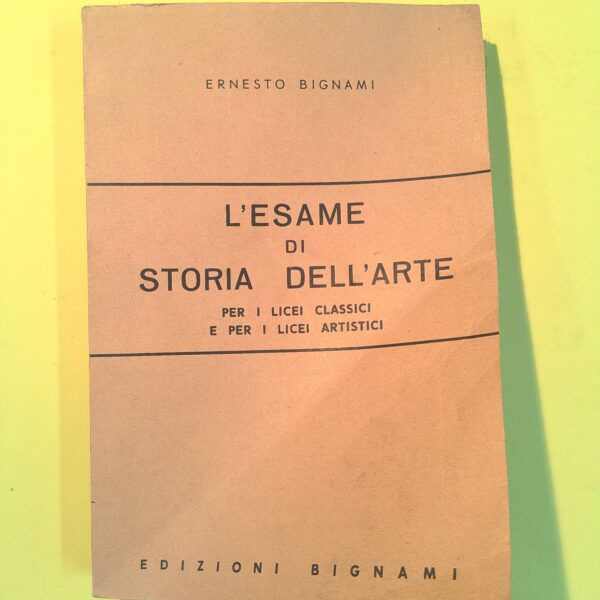 ERNESTO BIGNAMI
L'ESAME
DI
STORIA DELL'ARTE
PER I LICEI CLASSICI
E PER I LICEI ARTISTICI
EDIZIONI BIGNAMI